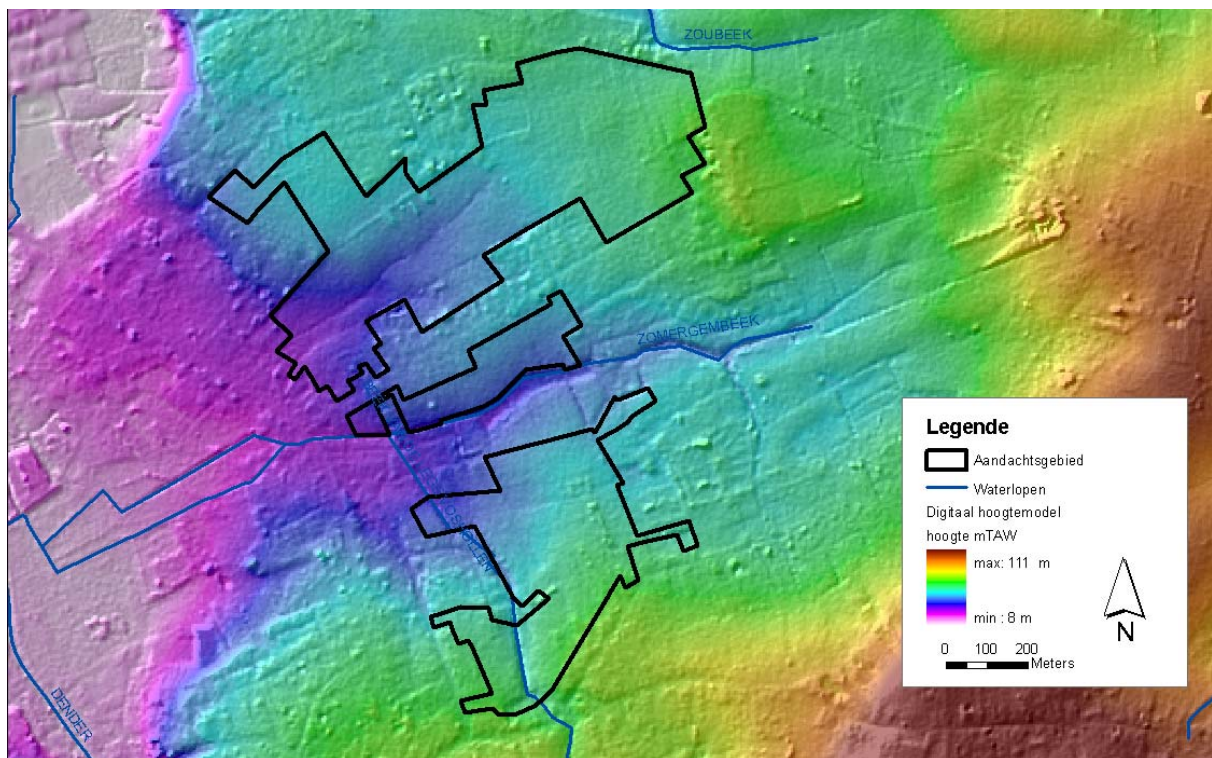 ZOUBEEK
ZOMERGEMBEEK
DENDER
Legende
Aandachtsgebied
Waterlopen
Digitaal hoogtemodel
hoogte mTAW
max: 111 m
min : 8 m
0 100 200
Meters
N